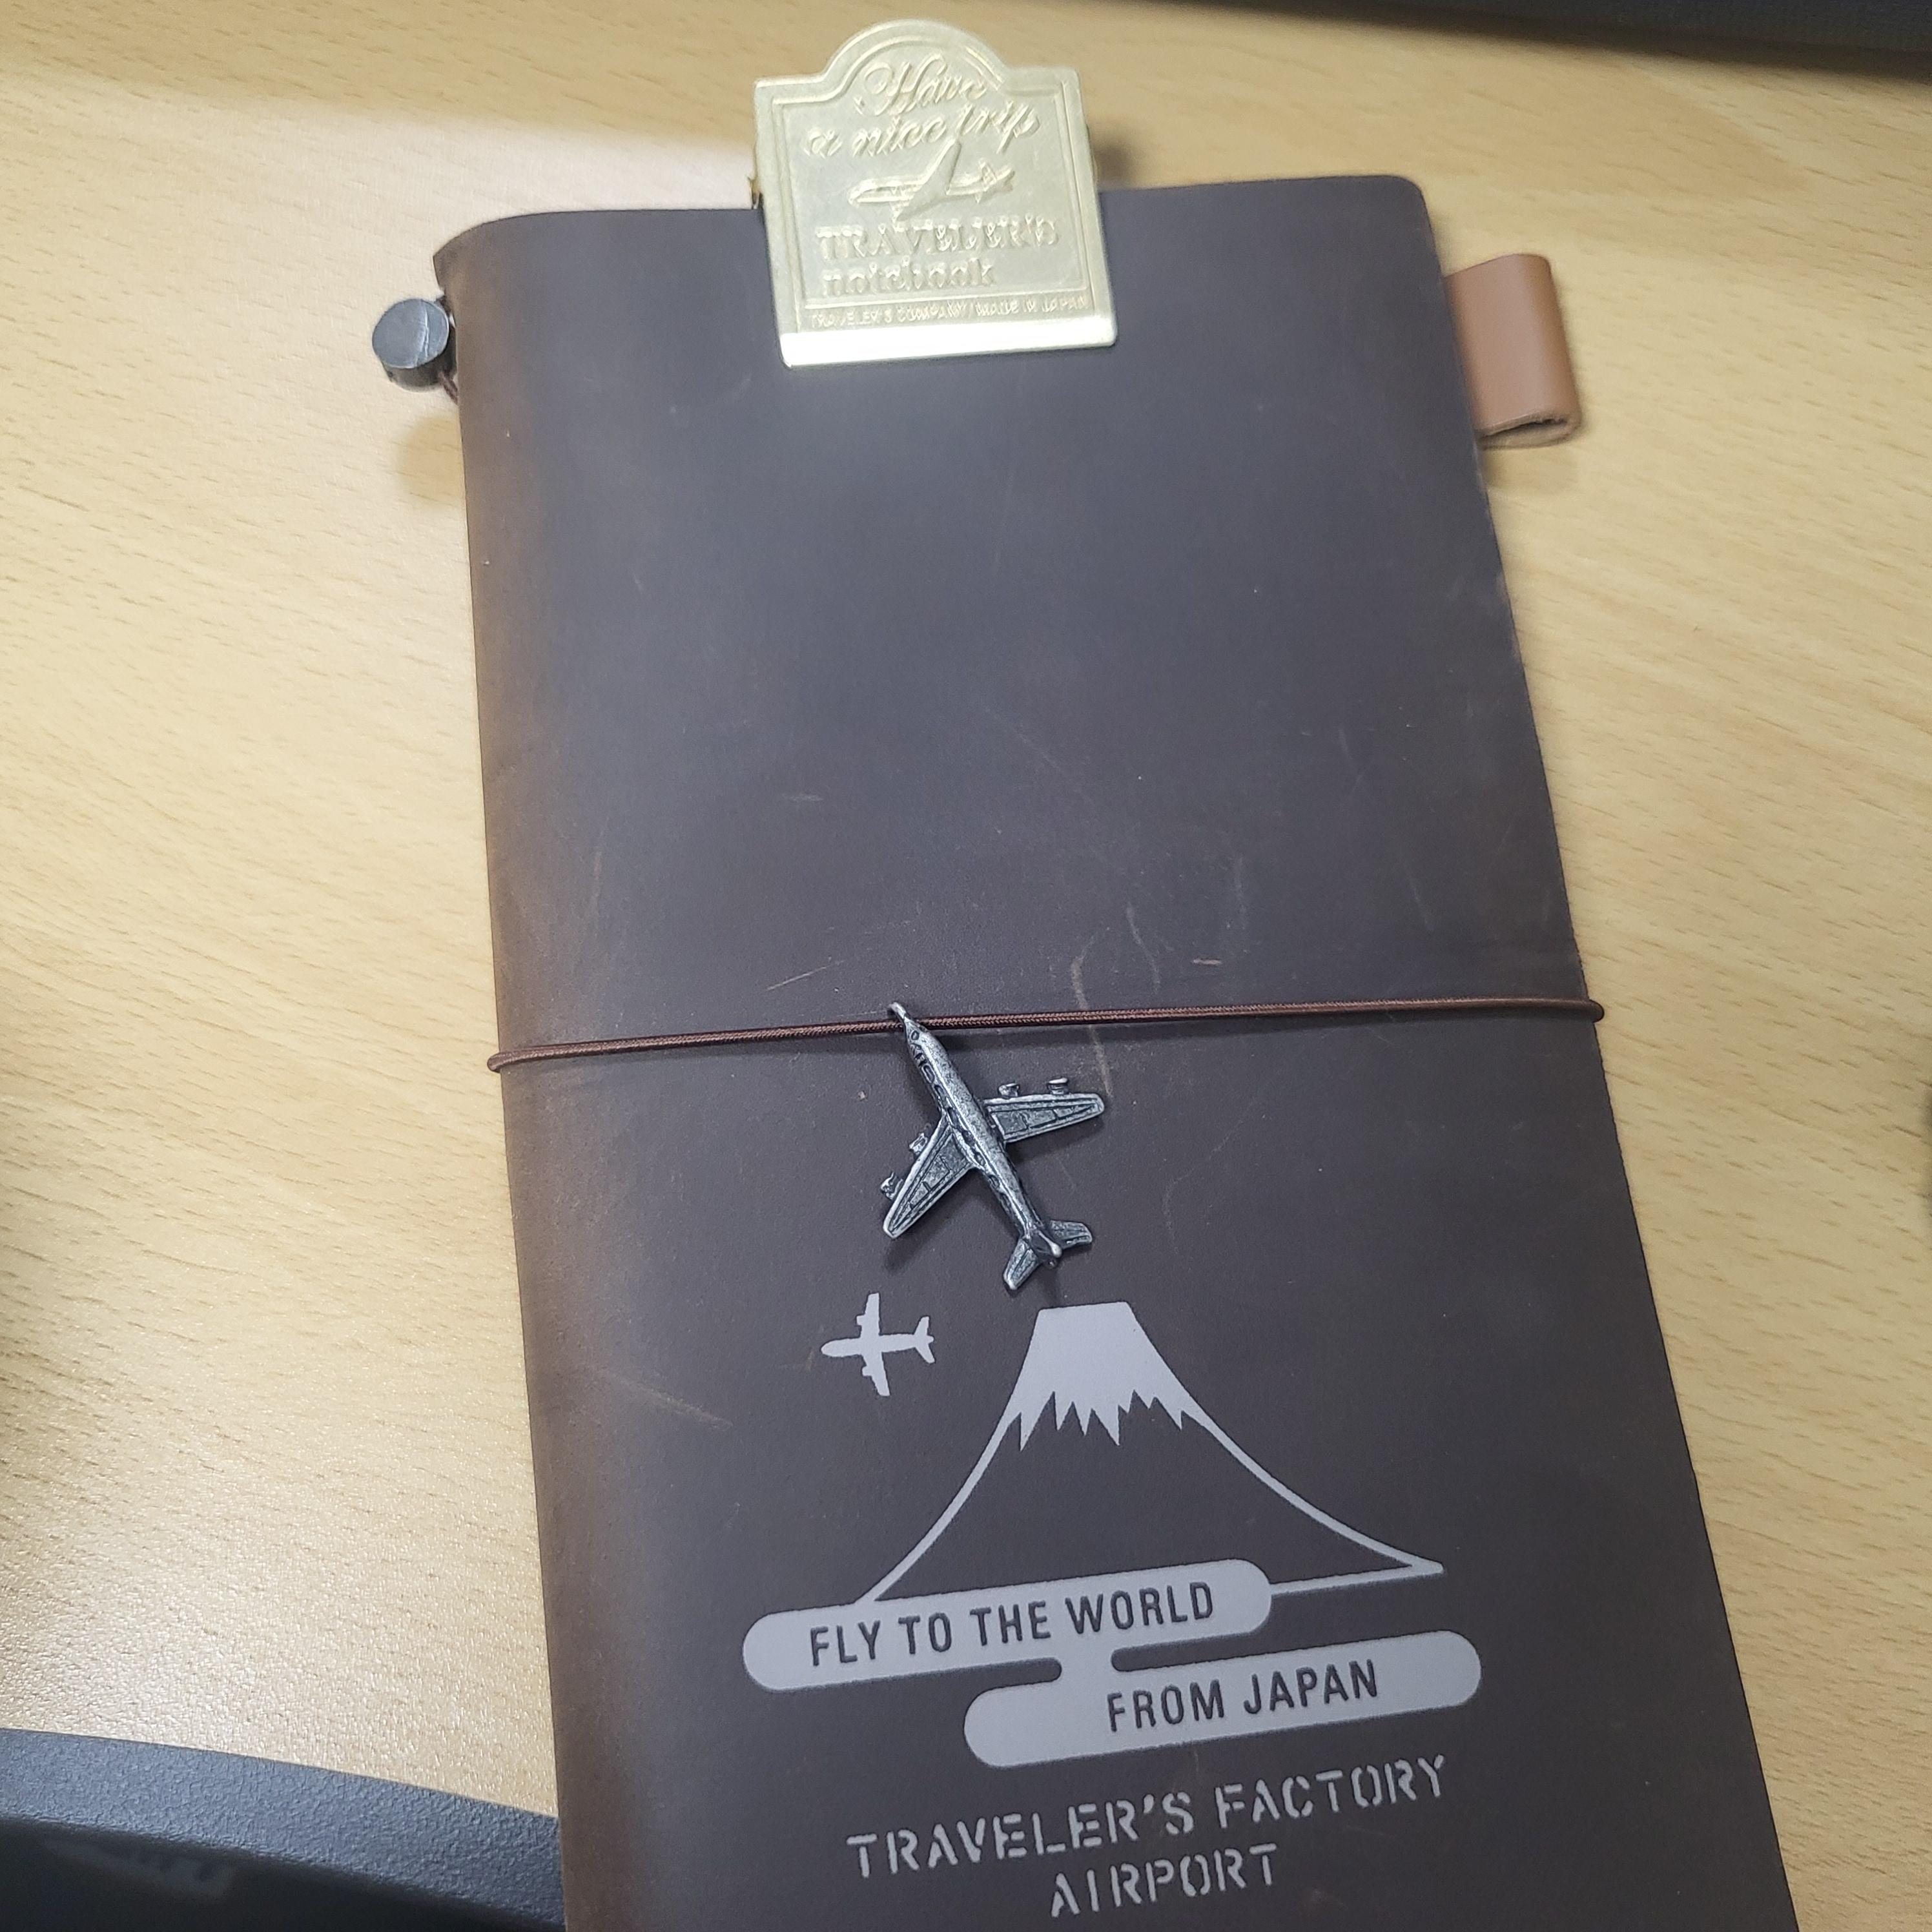 Have
a nice trip
TRAVELER'S
notebook
TRAVELER'S COMPANY MADE IN JAPAN
FLY TO THE WORLD
FROM JAPAN
TRAVELER'S FACTORY
AIRPORT